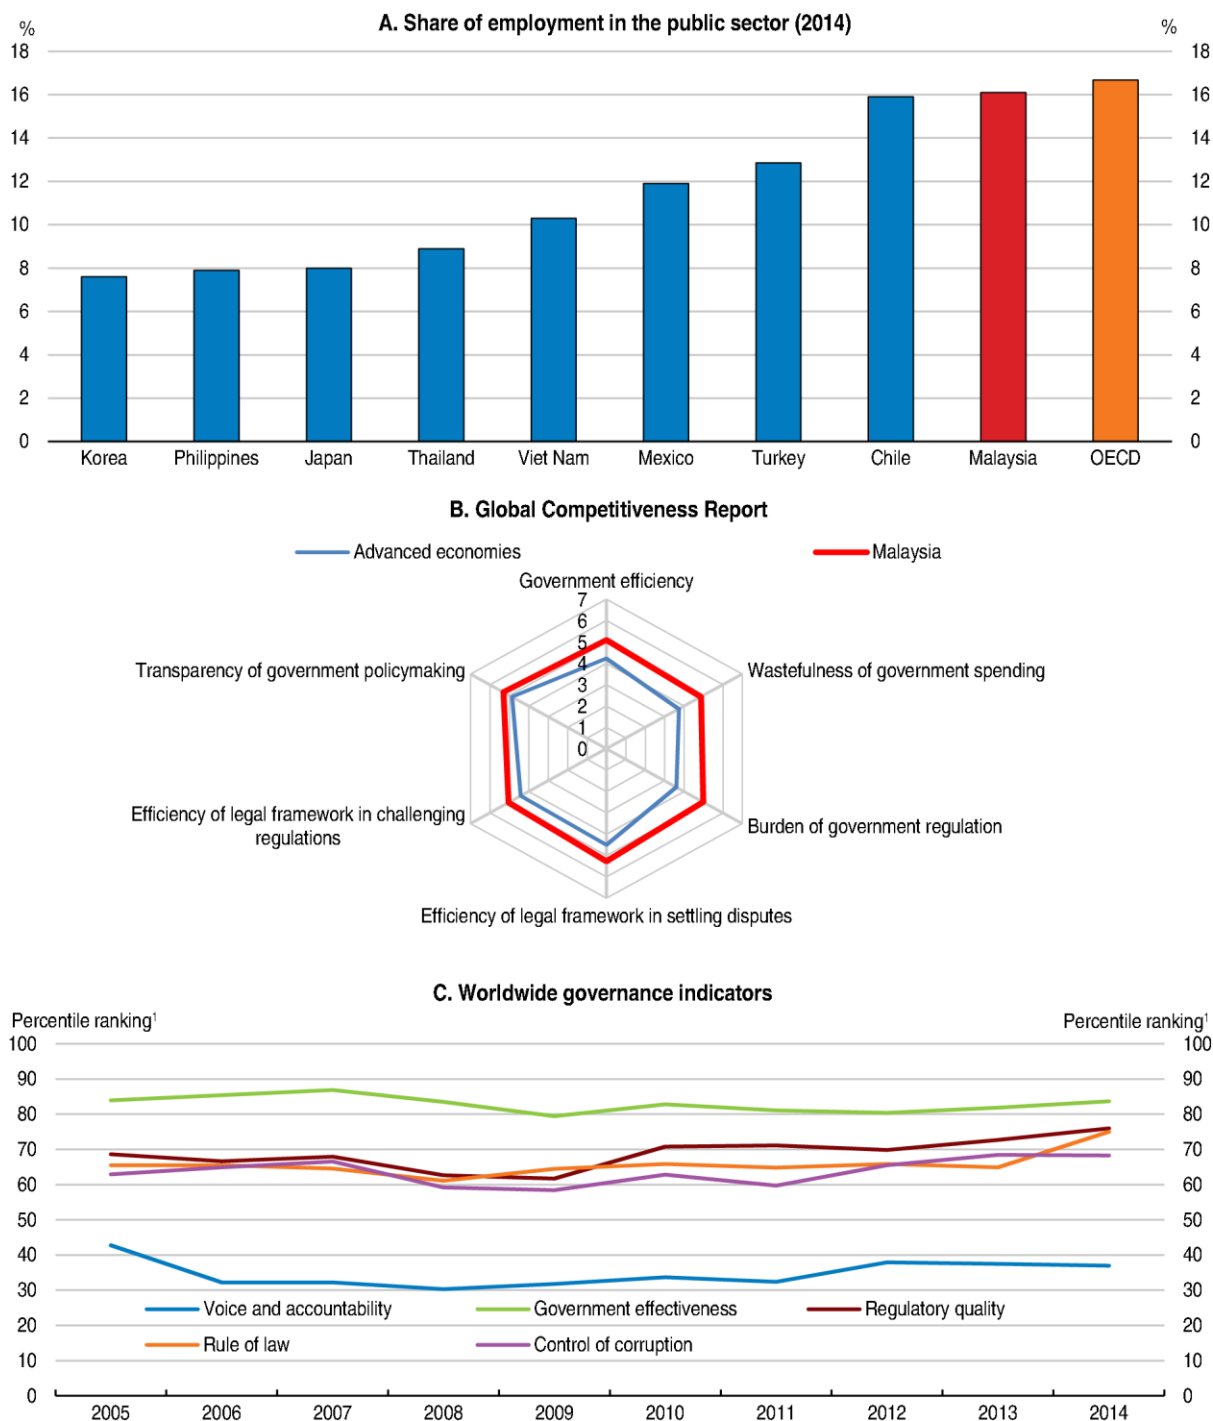 A. Share of employment in the public sector (2014)
% %
18 18
16 16
14 14
12 12
10 10
8 8
6 6
4 4
2 2
0 0
Korea Philippines Japan Thailand Viet Nam Mexico Turkey Chile Malaysia OECD
B. Global Competitiveness Report
Advanced economies Malaysia
Government efficiency
7
6
5
4
3
2
1
0
Transparency of government policymaking
Wastefulness of government spending
Efficiency of legal framework in challenging
regulations
Burden of government regulation
Efficiency of legal framework in settling disputes
C. Worldwide governance indicators
Percentile ranking¹ Percentile ranking¹
100 100
90 90
80 80
70 70
60 60
50 50
40 40
30 30
20 20
10 10
0 0
Voice and accountability Government effectiveness Regulatory quality
Rule of law Control of corruption
2005 2006 2007 2008 2009 2010 2011 2012 2013 2014